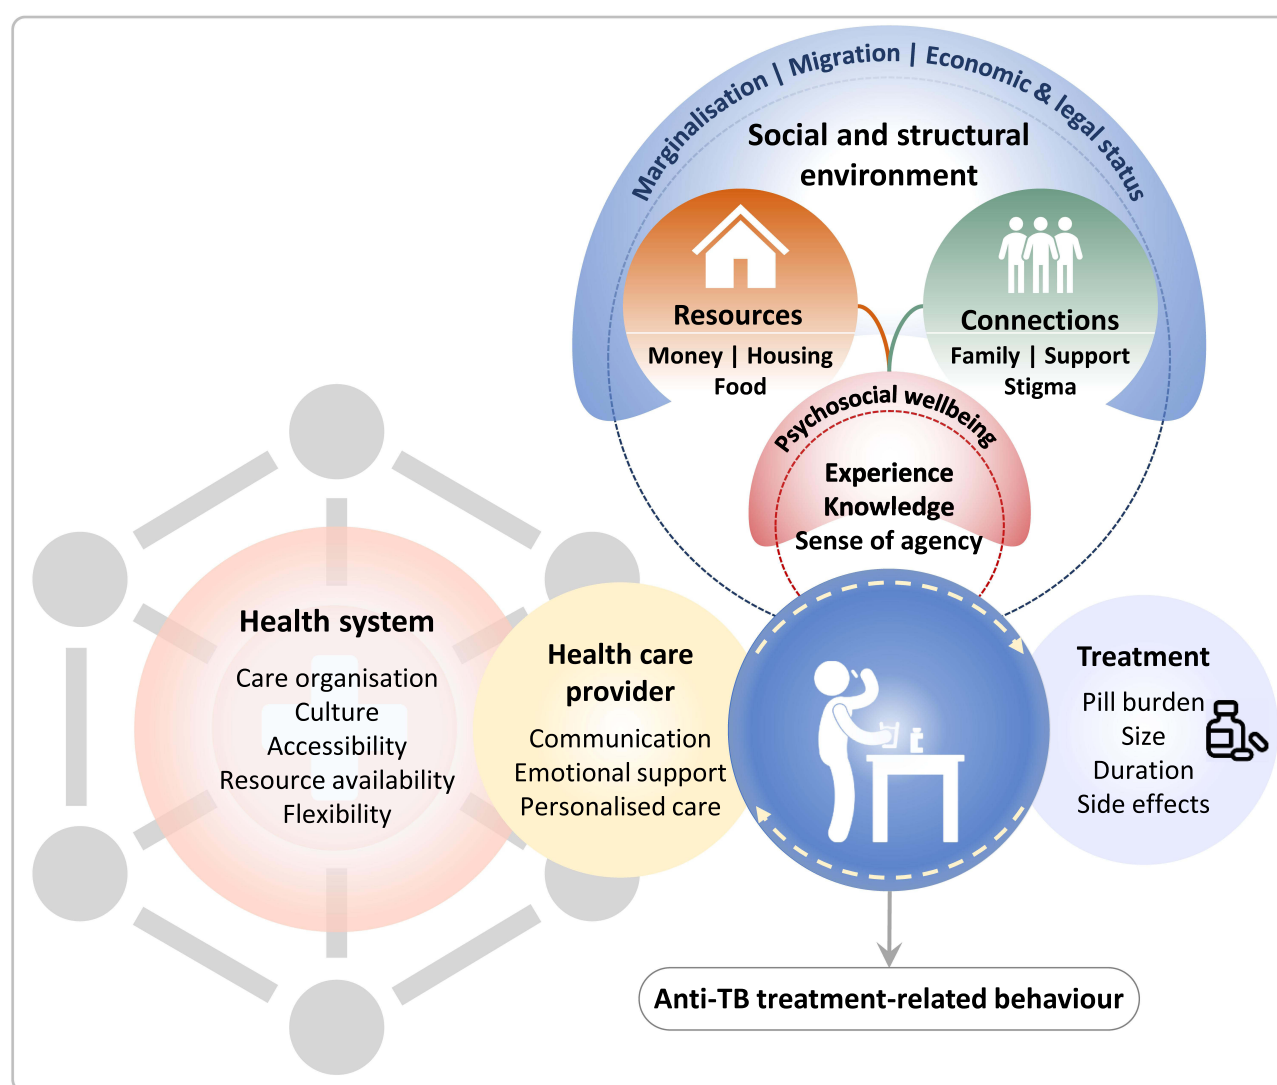 Marginalisation | Migration | Economic & legal status
Social and structural
environment
Resources
Money | Housing
Food
Connections
Family | Support
Stigma
Psychosocial wellbeing
Experience
Knowledge
Sense of agency
Health system
Care organisation
Culture
Accessibility
Resource availability
Flexibility
Health care
provider
Communication
Emotional support
Personalised care
Treatment
Pill burden
Size
Duration
Side effects
Anti-TB treatment-related behaviour